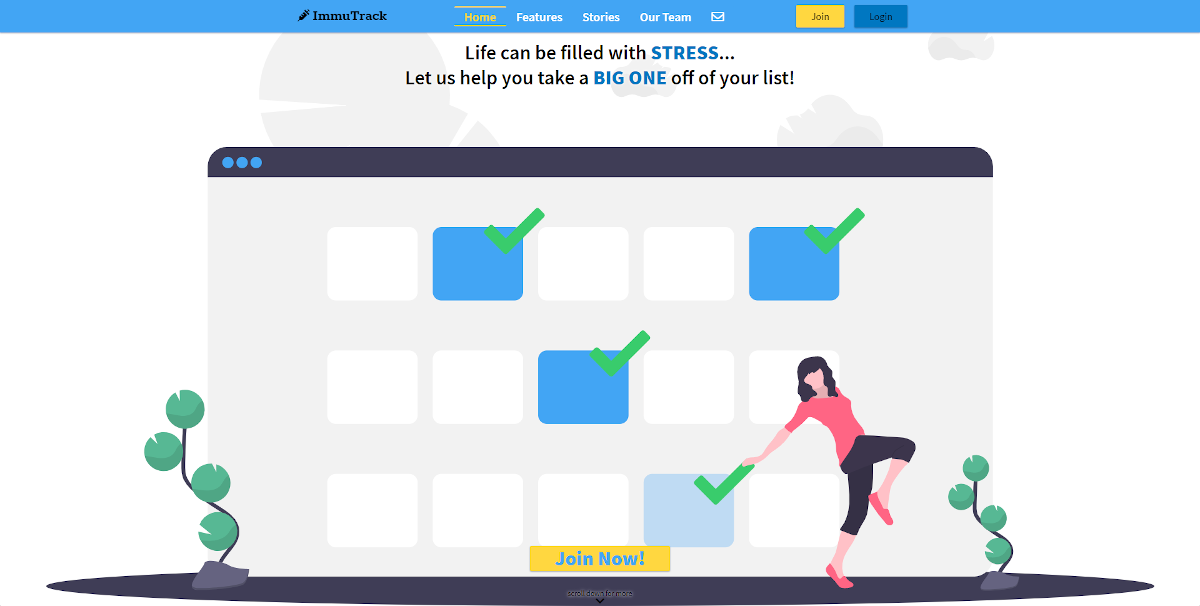 ImmuTrack
Home Features Stories Our Team
Join Login
Life can be filled with STRESS...
Let us help you take a BIG ONE off of your list!
Join Now!
scroll down for more